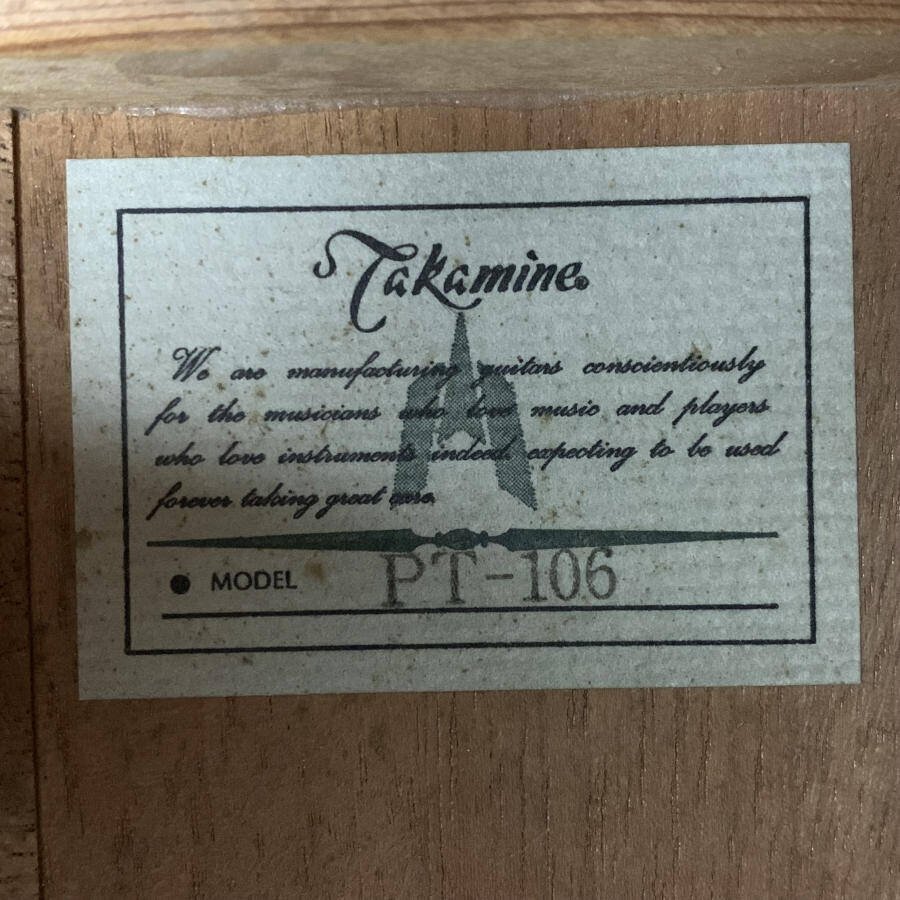 Takamine®
We are manufacturing guitars conscientiously
for the musicians who love music and players
who love instruments indeed expecting to be used
forever taking great care.
● MODEL PT-106